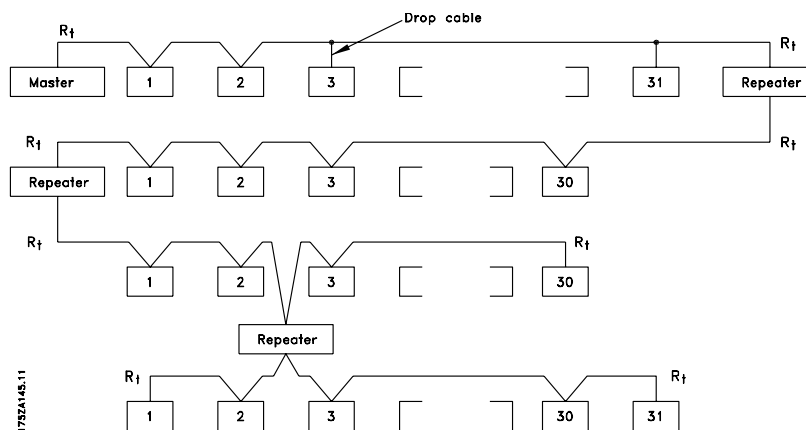 Drop cable
Rt Rt
Master 1 2 3 31 Repeater
Rt Rt
Repeater 1 2 3 30
Rt Rt
1 2 3 30
Repeater
Rt Rt
1 2 3 30 31
175ZA145.11